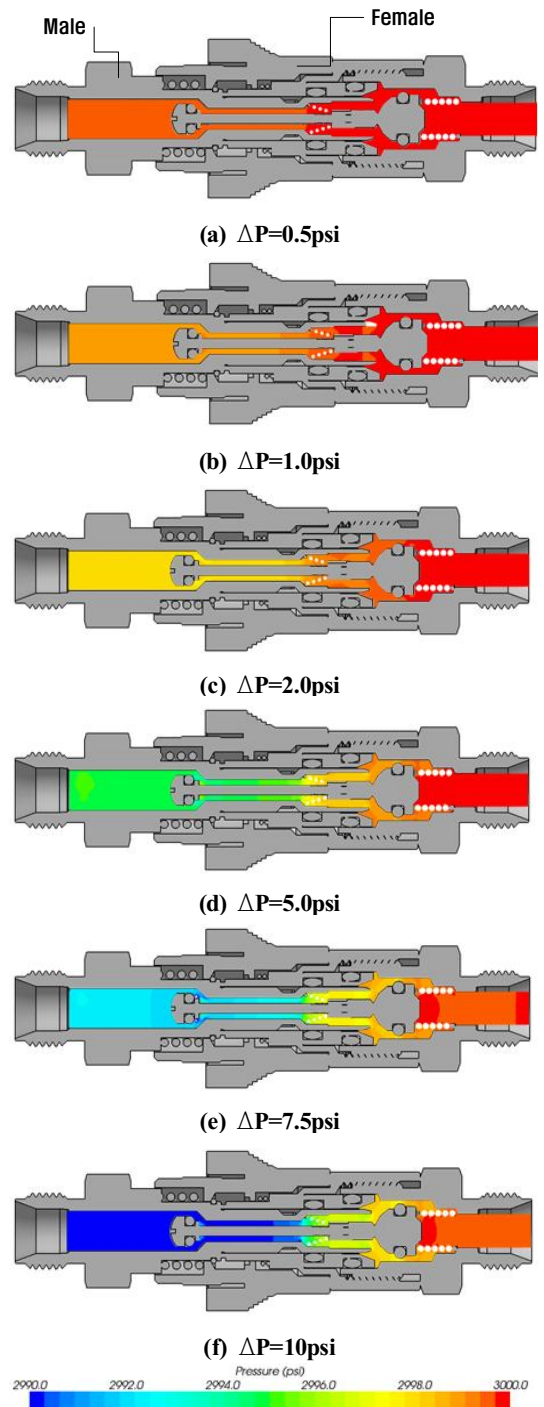 Male
Female
(a) △P=0.5psi
(b) △P=1.0psi
(c) △P=2.0psi
(d) △P=5.0psi
(e) △P=7.5psi
(f) △P=10psi
Pressure (psi)
2990.0 2992.0 2994.0 2996.0 2998.0 3000.0